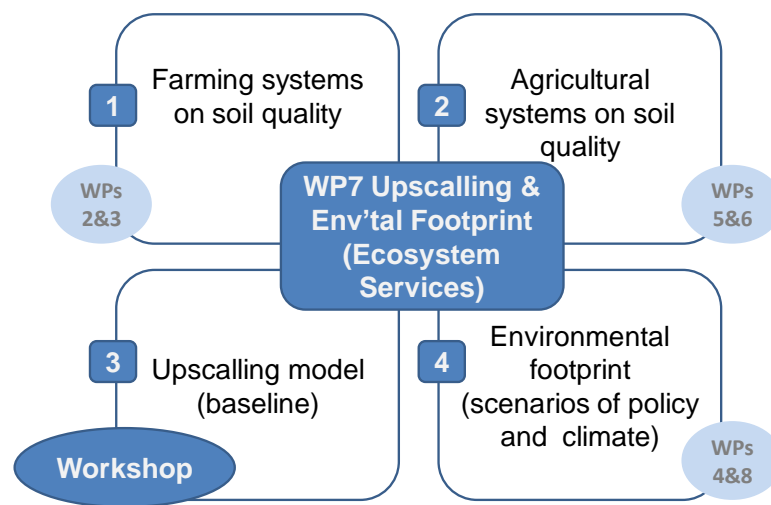 1
Farming systems
on soil quality
WPs
2&3
2
Agricultural
systems on soil
quality
WPs
5&6
WP7 Upscalling &
Env'tal Footprint
(Ecosystem
Services)
3
Upscalling model
(baseline)
Workshop
4
Environmental
footprint
(scenarios of policy
and climate)
WPs
4&8